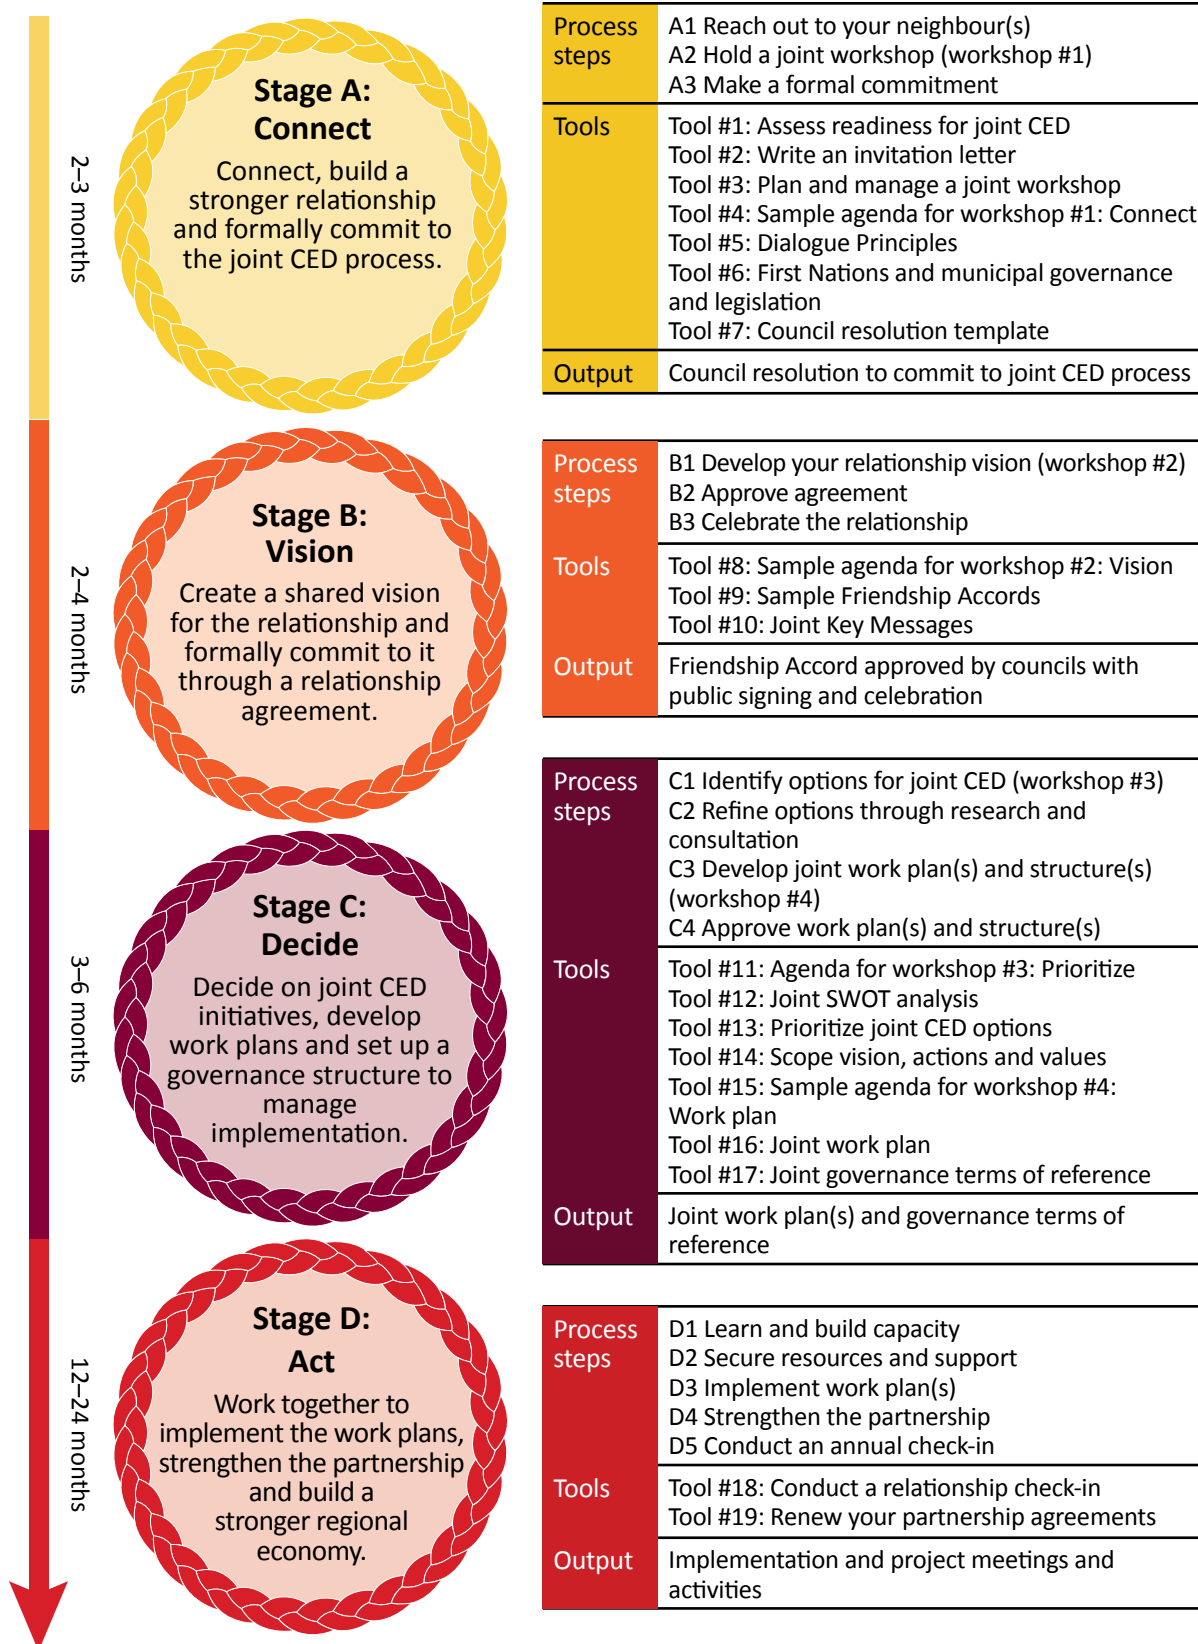 2–3 months
Stage A:
Connect
Connect, build a
stronger relationship
and formally commit to
the joint CED process.
Process
steps
A1 Reach out to your neighbour(s)
A2 Hold a joint workshop (workshop #1)
A3 Make a formal commitment
Tools
Tool #1: Assess readiness for joint CED
Tool #2: Write an invitation letter
Tool #3: Plan and manage a joint workshop
Tool #4: Sample agenda for workshop #1: Connect
Tool #5: Dialogue Principles
Tool #6: First Nations and municipal governance
and legislation
Tool #7: Council resolution template
Output
Council resolution to commit to joint CED process
2–4 months
Stage B:
Vision
Create a shared vision
for the relationship and
formally commit to it
through a relationship
agreement.
Process
steps
B1 Develop your relationship vision (workshop #2)
B2 Approve agreement
B3 Celebrate the relationship
Tools
Tool #8: Sample agenda for workshop #2: Vision
Tool #9: Sample Friendship Accords
Tool #10: Joint Key Messages
Output
Friendship Accord approved by councils with
public signing and celebration
3–6 months
Stage C:
Decide
Decide on joint CED
initiatives, develop
work plans and set up a
governance structure to
manage
implementation.
Process
steps
C1 Identify options for joint CED (workshop #3)
C2 Refine options through research and
consultation
C3 Develop joint work plan(s) and structure(s)
(workshop #4)
C4 Approve work plan(s) and structure(s)
Tools
Tool #11: Agenda for workshop #3: Prioritize
Tool #12: Joint SWOT analysis
Tool #13: Prioritize joint CED options
Tool #14: Scope vision, actions and values
Tool #15: Sample agenda for workshop #4:
Work plan
Tool #16: Joint work plan
Tool #17: Joint governance terms of reference
Output
Joint work plan(s) and governance terms of
reference
12–24 months
Stage D:
Act
Work together to
implement the work plans,
strengthen the partnership
and build a
stronger regional
economy.
Process
steps
D1 Learn and build capacity
D2 Secure resources and support
D3 Implement work plan(s)
D4 Strengthen the partnership
D5 Conduct an annual check-in
Tools
Tool #18: Conduct a relationship check-in
Tool #19: Renew your partnership agreements
Output
Implementation and project meetings and
activities